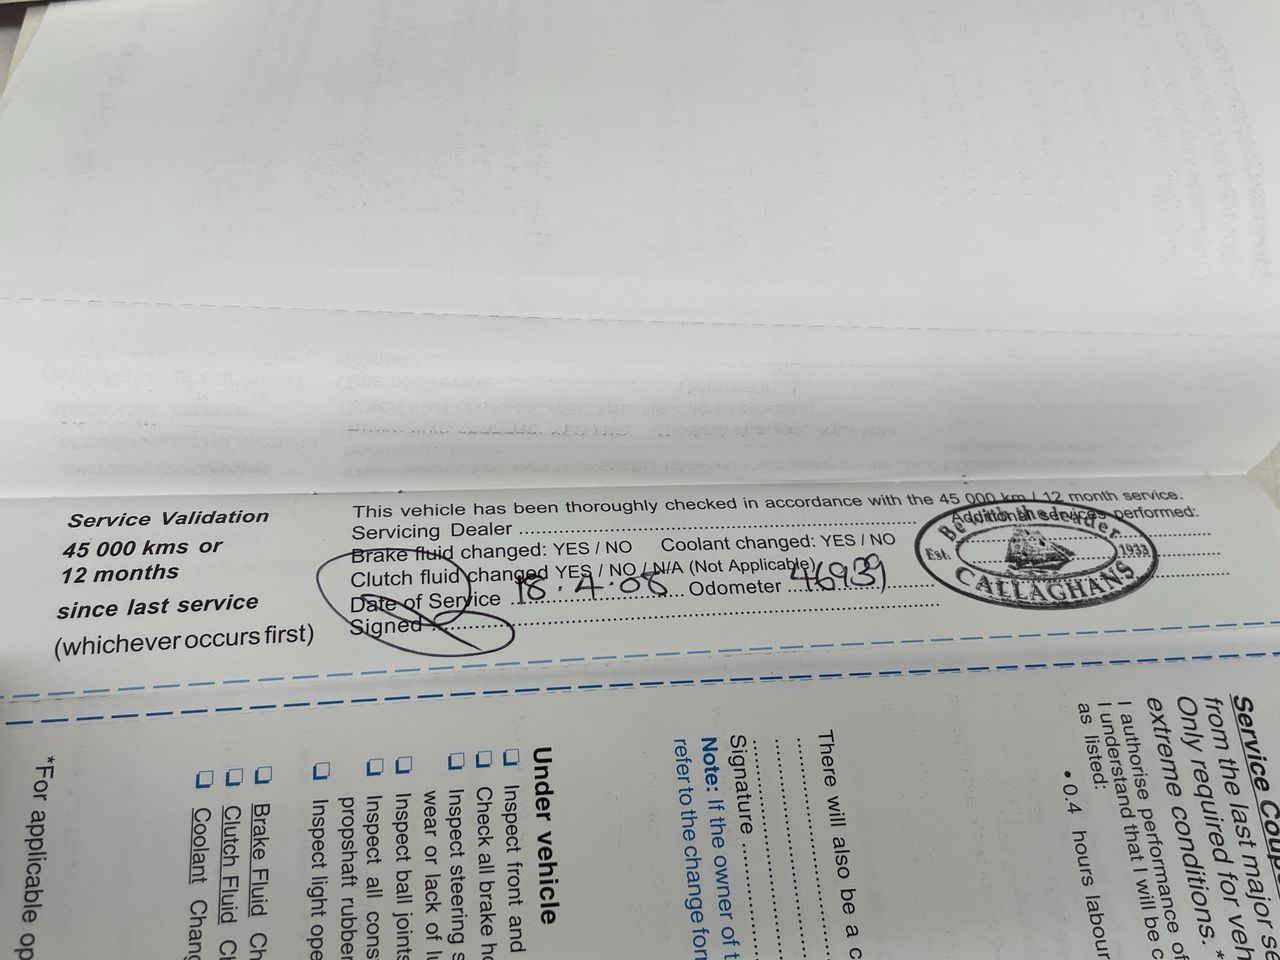 Service Validation
45 000 kms or
12 months
since last service
(whichever occurs first)
This vehicle has been thoroughly checked in accordance with the 45 000 km / 12 month service.
Servicing Dealer
Additional services performed:
Brake fluid changed: YES / NO Coolant changed: YES / NO
Clutch fluid changed YES / NO / N/A (Not Applicable)
Date of Service 18.4.08 Odometer 46939
Signed
Est. 1933
CALLAGHANS
Service Coup
from the last major se
Only required for veh
extreme conditions. *
I authorise performance of
I understand that I will be c
as listed:
• 0.4 hours labour
There will also be a c
Signature
Note: If the owner of t
refer to the change for
Under vehicle
Inspect front and
Check all brake ho
Inspect steering s
wear or lack of lu
Inspect ball joints
Inspect all cons
propshaft rubber
Inspect light ope
Brake Fluid Ch
Clutch Fluid Ch
Coolant Chang
*For applicable op